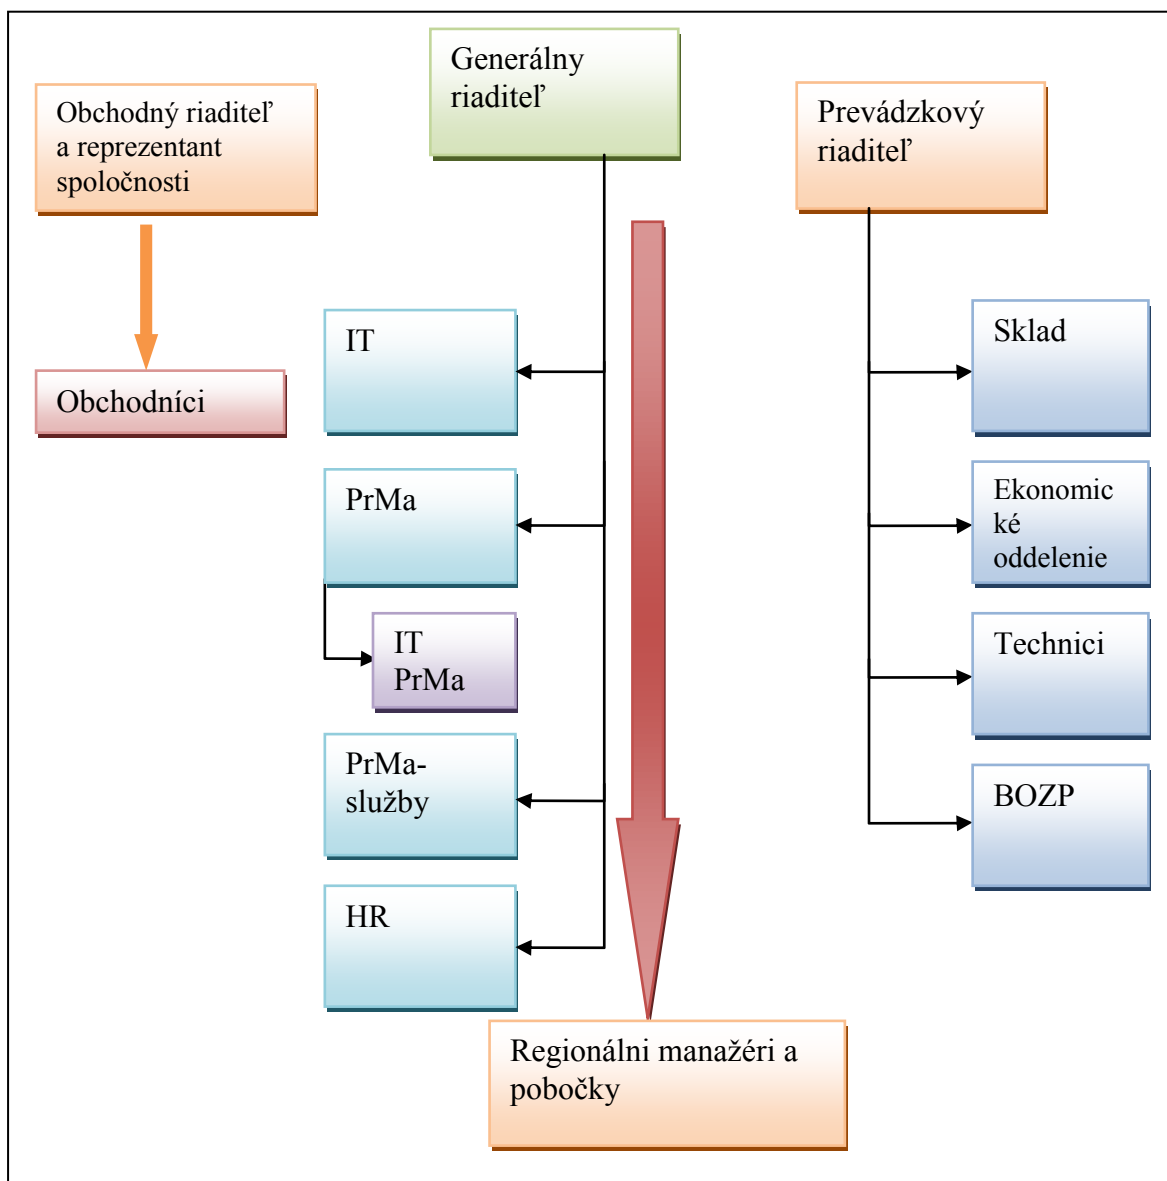 Generálny
riaditeľ
Obchodný riaditeľ
a reprezentant
spoločnosti
Prevádzkový
riaditeľ
Obchodníci
IT
PrMa
IT
PrMa
PrMa-
služby
HR
Sklad
Ekonomic
ké
oddelenie
Technici
BOZP
Regionálni manažéri a
pobočky